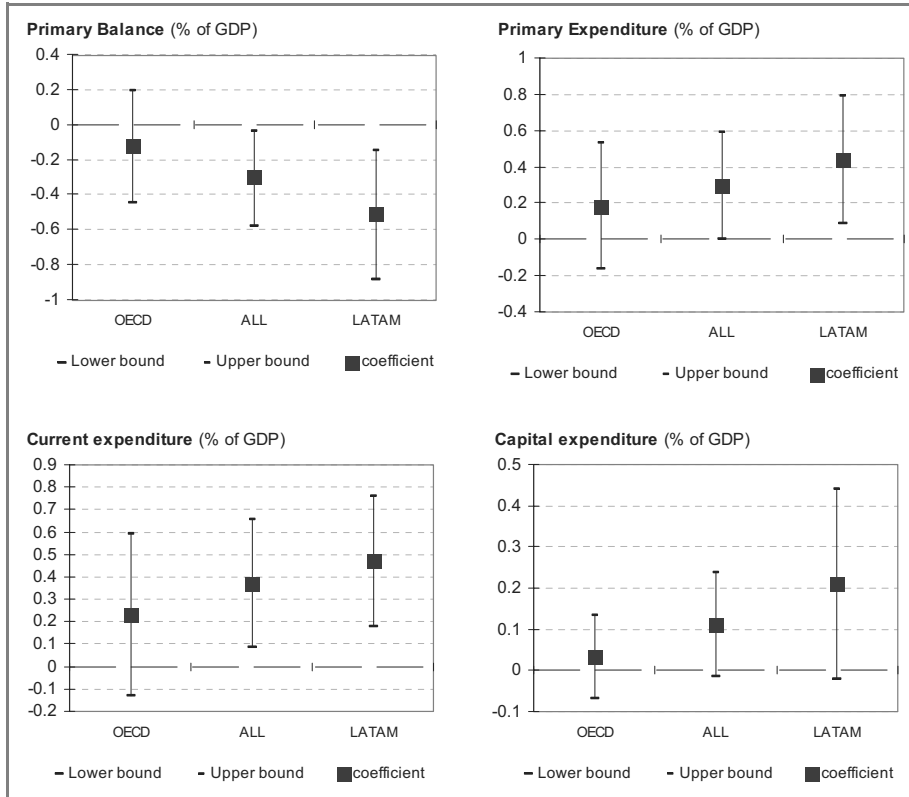 Primary Balance (% of GDP)
0.4
0.2
0
-0.2
-0.4
-0.6
-0.8
-1
OECD ALL LATAM
Lower bound Upper bound coefficient
Primary Expenditure (% of GDP)
1
0.8
0.6
0.4
0.2
0
-0.2
-0.4
OECD ALL LATAM
Lower bound Upper bound coefficient
Current expenditure (% of GDP)
0.9
0.8
0.7
0.6
0.5
0.4
0.3
0.2
0.1
0
-0.1
-0.2
OECD ALL LATAM
Lower bound Upper bound coefficient
Capital expenditure (% of GDP)
0.5
0.4
0.3
0.2
0.1
0
-0.1
OECD ALL LATAM
Lower bound Upper bound coefficient